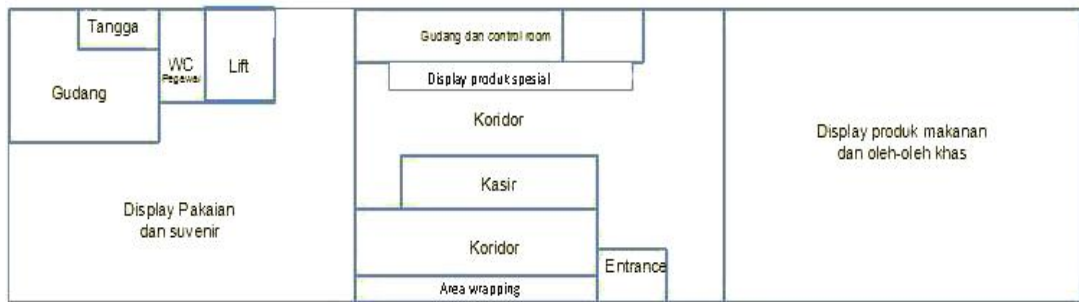 Tangga
WC
Pegawai
Lift
Gudang
Display Pakaian
dan suvenir
Gudang dan control room
Display produk spesial
Koridor
Kasir
Koridor
Area wrapping
Entrance
Display produk makanan
dan oleh-oleh khas